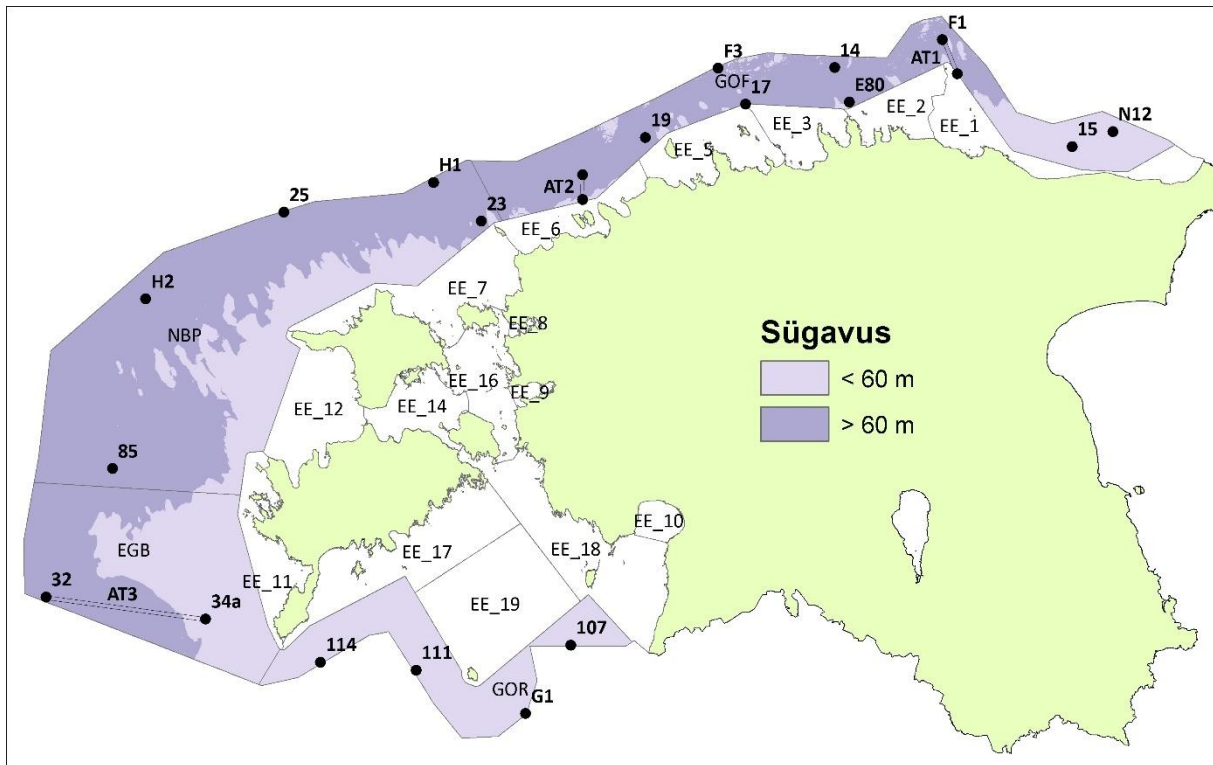 F1
F3
14
AT1
GOF
17
E80
EE_2
N12
19
EE_3
EE_1
15
EE_5
H1
AT2
25
23
EE_6
H2
EE_7
NBP
EE_8
Sügavus
< 60 m
EE_16
EE_9
EE_12
EE_14
> 60 m
85
EE_10
EGB
EE_17
EE_18
EE_11
32
AT3
34a
EE_19
107
114
111
GOR
G1